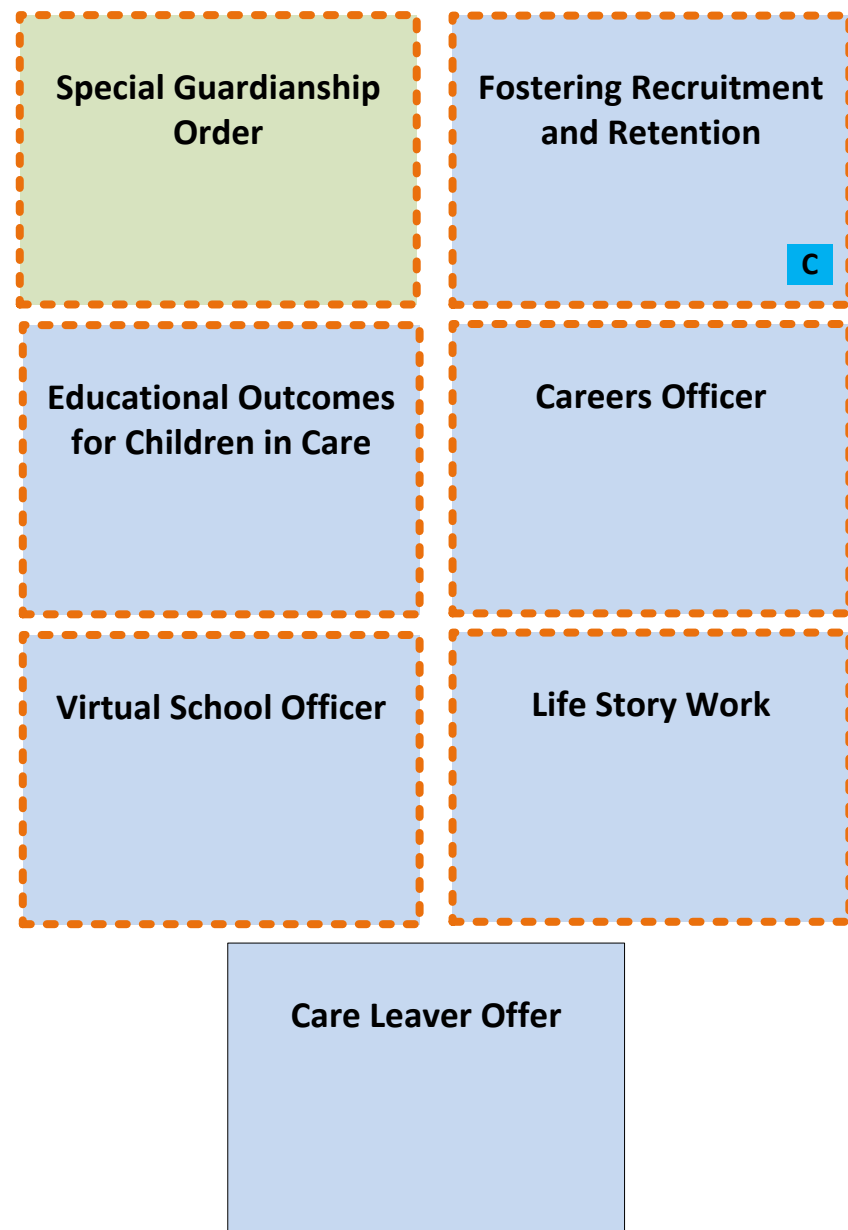 Special Guardianship
Order
Fostering Recruitment
and Retention
C
Educational Outcomes
for Children in Care
Careers Officer
Virtual School Officer
Life Story Work
Care Leaver Offer